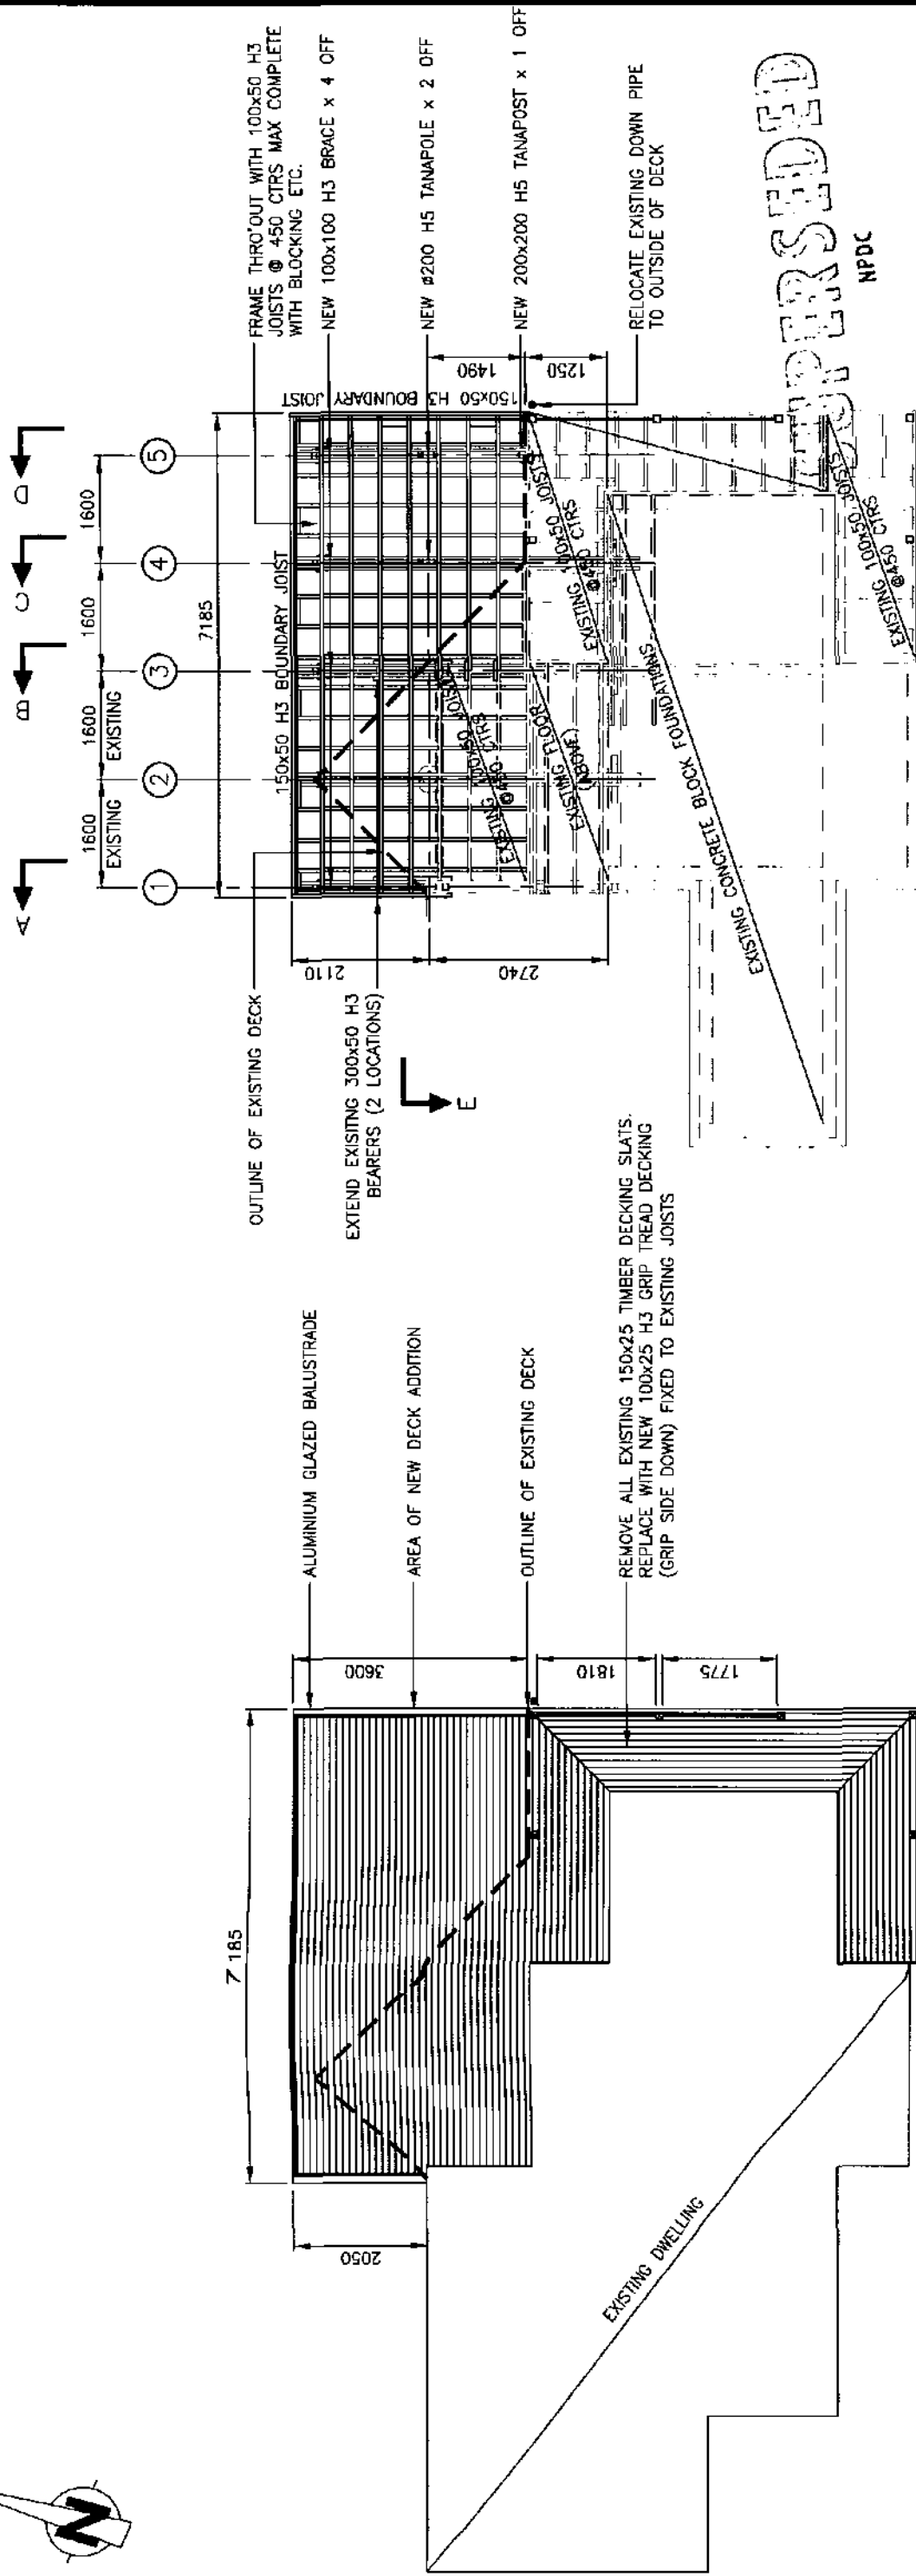 A
B
C
D
1600
EXISTING
1600
EXISTING
1600
1600
1
2
3
4
5
7185
150x50 H3 BOUNDARY JOIST
150x50 H3 BOUNDARY JOIST
FRAME THRO'OUT WITH 100x50 H3
JOISTS @ 450 CTRS MAX COMPLETE
WITH BLOCKING ETC.
NEW 100x100 H3 BRACE x 4 OFF
NEW ø200 H5 TANAPOLE x 2 OFF
NEW 200x200 H5 TANAPOST x 1 OFF
RELOCATE EXISTING DOWN PIPE
TO OUTSIDE OF DECK
1490
1250
2110
2740
OUTLINE OF EXISTING DECK
EXTEND EXISITNG 300x50 H3
BEARERS (2 LOCATIONS)
E
EXISTING 100x50 JOISTS
@450 CTRS
EXISTING FLOOR
(ABOVE)
EXISTING 140x50 JOISTS
@450 CTRS
EXISTING CONCRETE BLOCK FOUNDATIONS
EXISTING 100x50 JOISTS
@450 CTRS
SUPERSEDED
NPDC
N
7185
2050
3600
1810
1775
ALUMINIUM GLAZED BALUSTRADE
AREA OF NEW DECK ADDITION
OUTLINE OF EXISTING DECK
REMOVE ALL EXISTING 150x25 TIMBER DECKING SLATS.
REPLACE WITH NEW 100x25 H3 GRIP TREAD DECKING
(GRIP SIDE DOWN) FIXED TO EXISTING JOISTS
EXISTING DWELLING